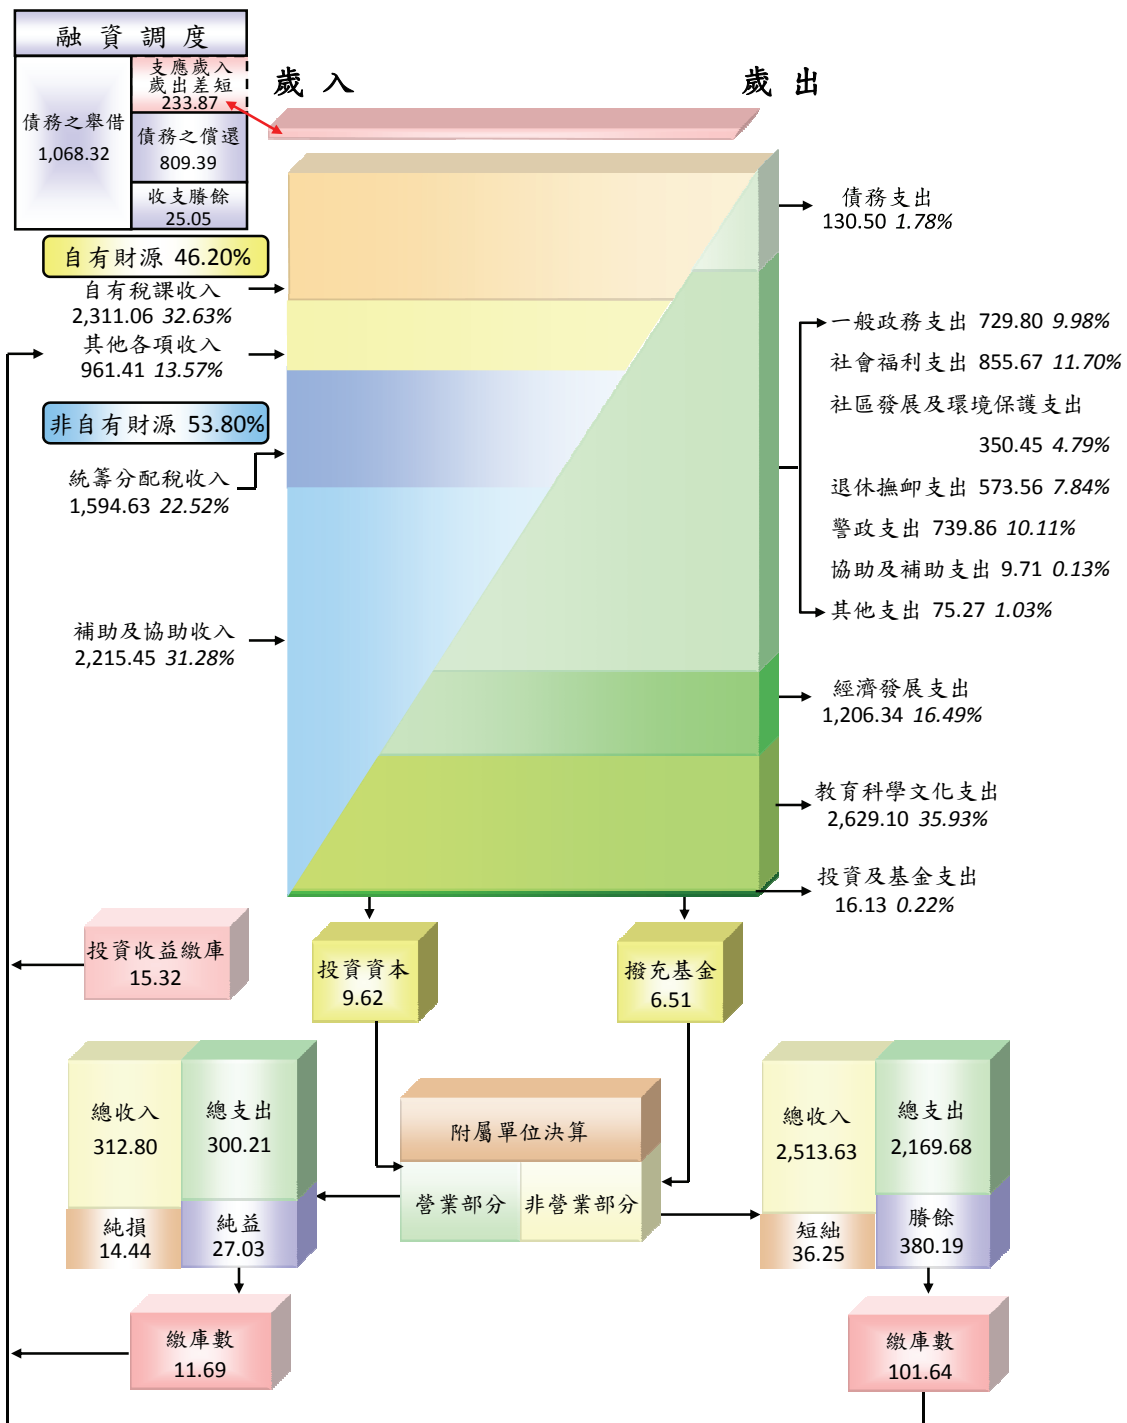 融資調度
債務之舉借
1,068.32
支應歲入
歲出差短
233.87
債務之償還
809.39
收支賸餘
25.05
歲入
歲出
自有財源 46.20%
自有稅課收入
2,311.06 32.63%
其他各項收入
961.41 13.57%
非自有財源 53.80%
統籌分配稅收入
1,594.63 22.52%
補助及協助收入
2,215.45 31.28%
債務支出
130.50 1.78%
一般政務支出 729.80 9.98%
社會福利支出 855.67 11.70%
社區發展及環境保護支出
350.45 4.79%
退休撫卹支出 573.56 7.84%
警政支出 739.86 10.11%
協助及補助支出 9.71 0.13%
其他支出 75.27 1.03%
經濟發展支出
1,206.34 16.49%
教育科學文化支出
2,629.10 35.93%
投資及基金支出
16.13 0.22%
投資收益繳庫
15.32
投資資本
9.62
撥充基金
6.51
總收入
312.80
總支出
300.21
純損
14.44
純益
27.03
附屬單位決算
營業部分
非營業部分
總收入
2,513.63
總支出
2,169.68
短絀
36.25
賸餘
380.19
繳庫數
11.69
繳庫數
101.64